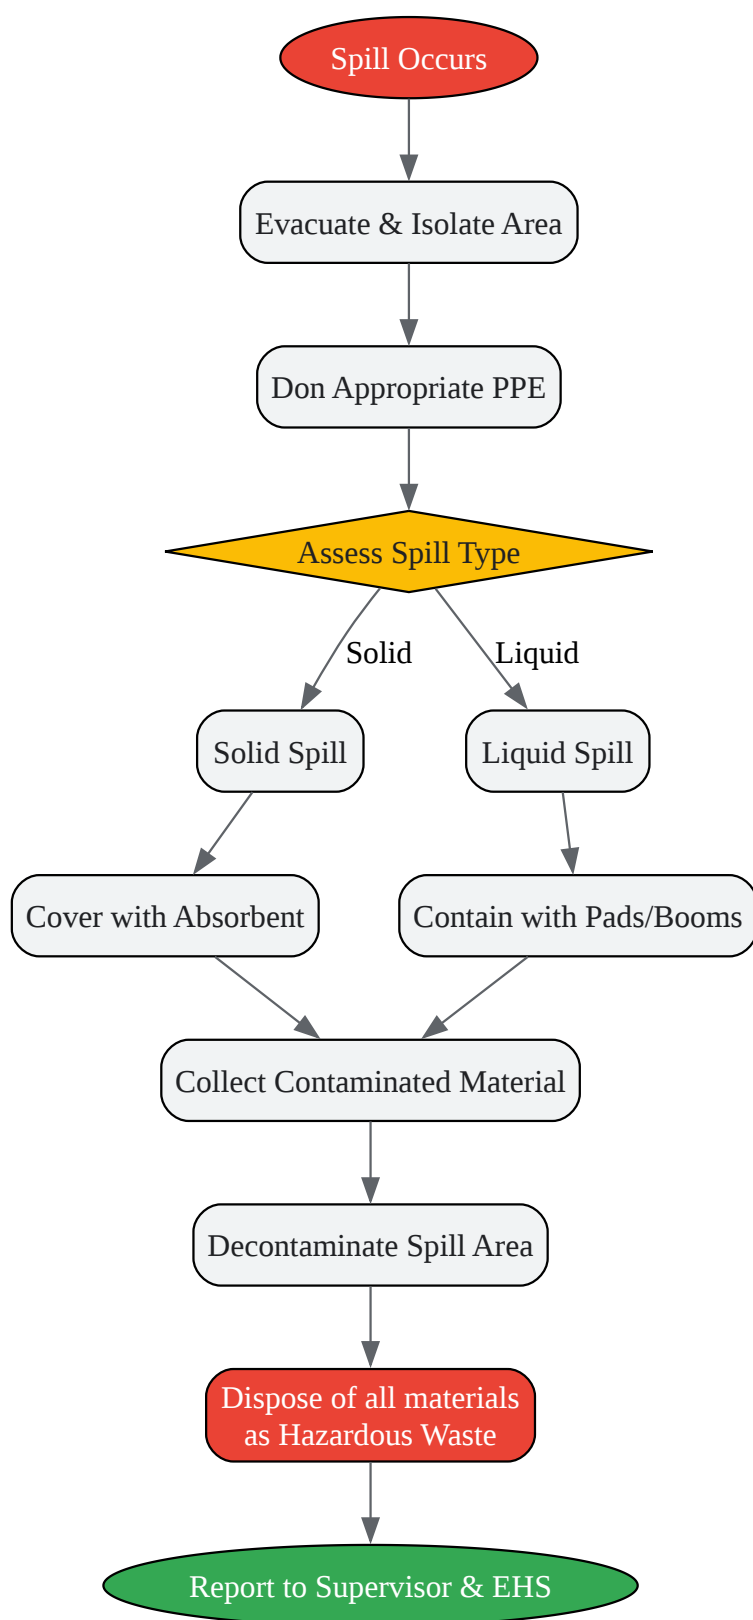 Spill Occurs
Evacuate & Isolate Area
Don Appropriate PPE
Assess Spill Type
Solid
Liquid
Solid Spill
Liquid Spill
Cover with Absorbent
Contain with Pads/Booms
Collect Contaminated Material
Decontaminate Spill Area
Dispose of all materials
as Hazardous Waste
Report to Supervisor & EHS